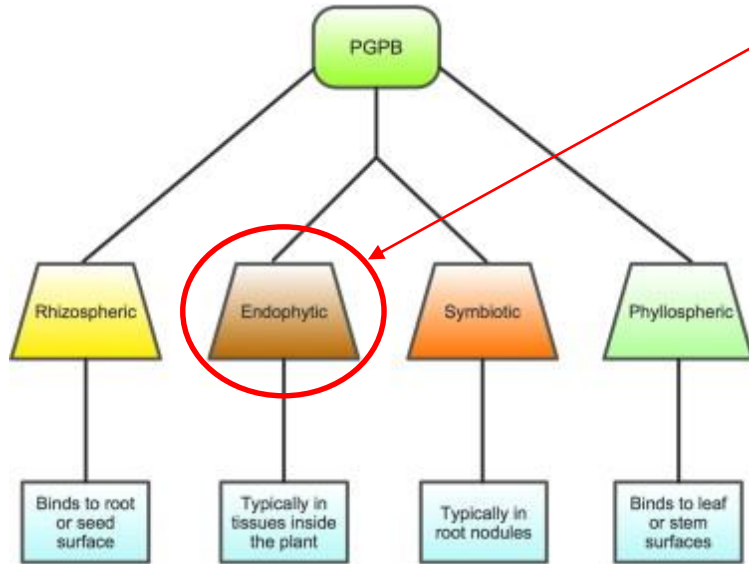 PGPB
Rhizospheric
Endophytic
Symbiotic
Phyllospheric
Binds to root
or seed
surface
Typically in
tissues inside
the plant
Typically in
root nodules
Binds to leaf
or stem
surfaces